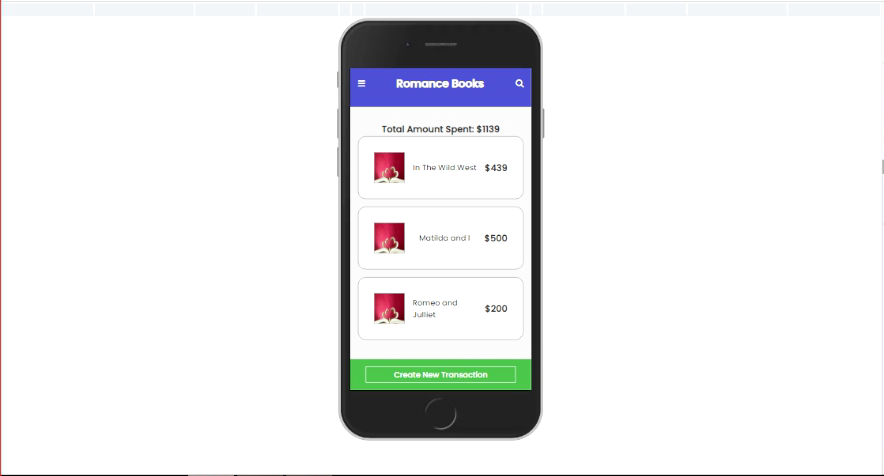 Romance Books
Total Amount Spent: $1139
In The Wild West $439
Matilda and I $500
Romeo and
Julliet $200
Create New Transaction